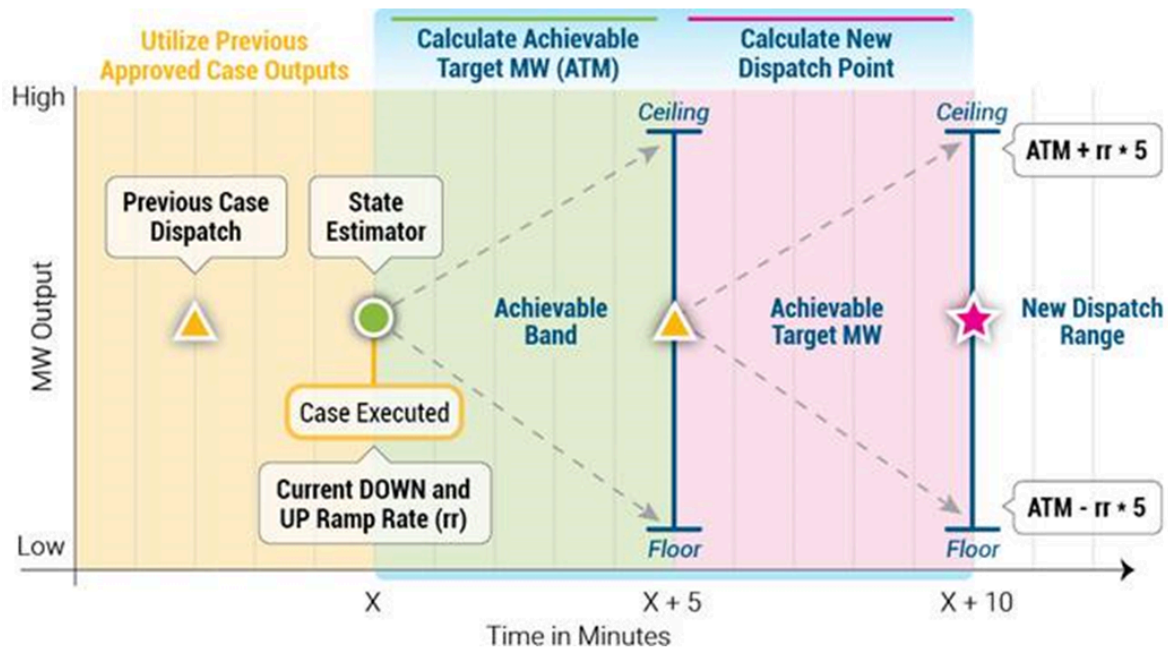 Utilize Previous
Approved Case Outputs
Calculate Achievable
Target MW (ATM)
Calculate New
Dispatch Point
High
Ceiling
Ceiling
ATM + rr * 5
Previous Case
Dispatch
State
Estimator
MW Output
Achievable
Band
Achievable
Target MW
New Dispatch
Range
Case Executed
Current DOWN and
UP Ramp Rate (rr)
ATM - rr * 5
Low
Floor
Floor
X
X + 5
X + 10
Time in Minutes